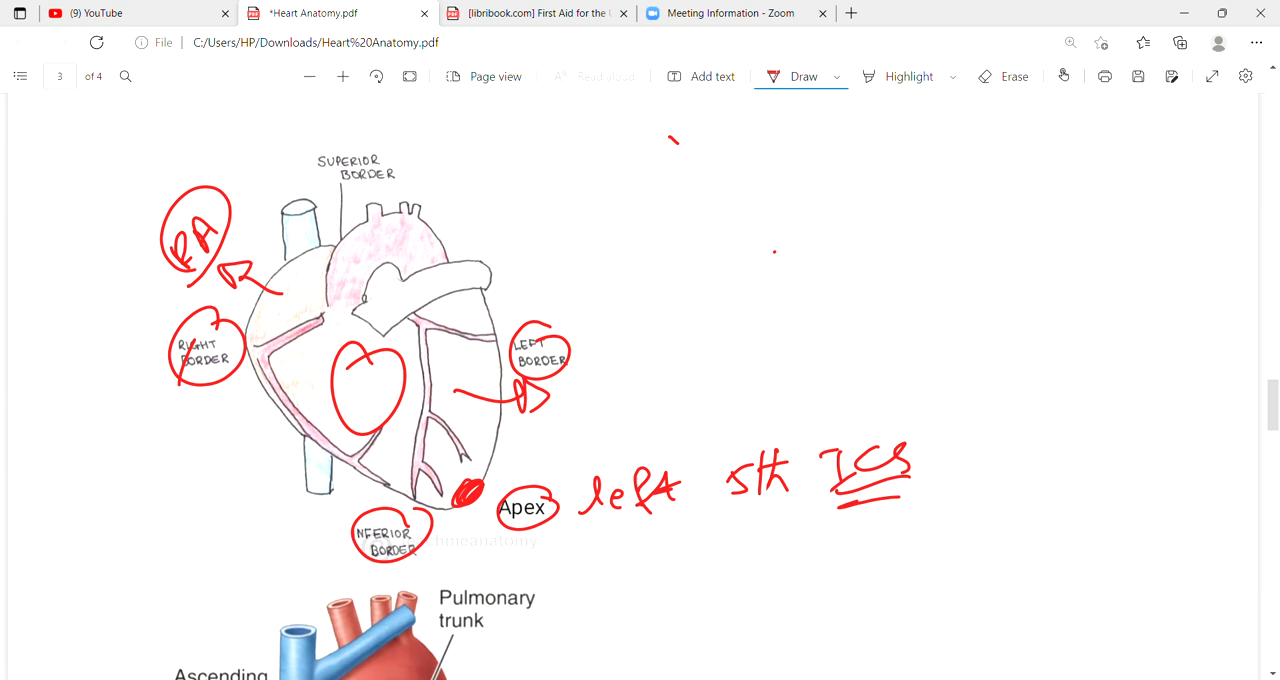 (9) YouTube
*Heart Anatomy.pdf
[libribook.com] First Aid for the
Meeting Information - Zoom
File
C:/Users/HP/Downloads/Heart%20Anatomy.pdf
3 of 4
Page view
Read aloud
Add text
Draw
Highlight
Erase
SUPERIOR
BORDER
RA
RIGHT
BORDER
LEFT
BORDER
Apex
left 5th ICS
INFERIOR
BORDER
hmeanatomy
Pulmonary
trunk
Ascending